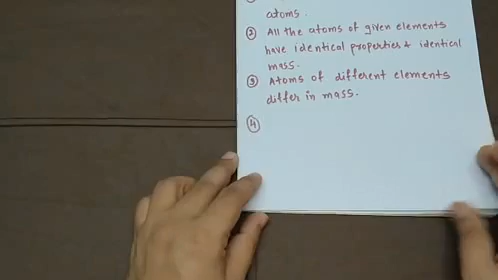 atoms.
② All the atoms of given elements
have identical properties & identical
mass.
③ Atoms of different elements
differ in mass.
④